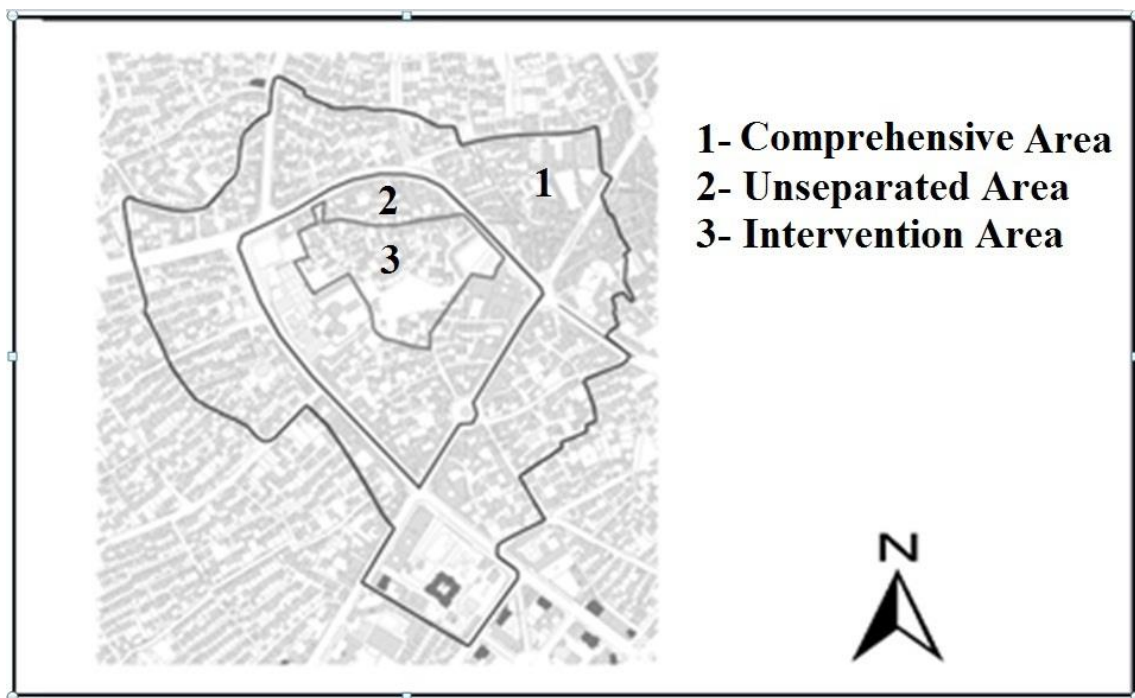 1- Comprehensive Area
2- Unseparated Area
3- Intervention Area
1
2
3
N